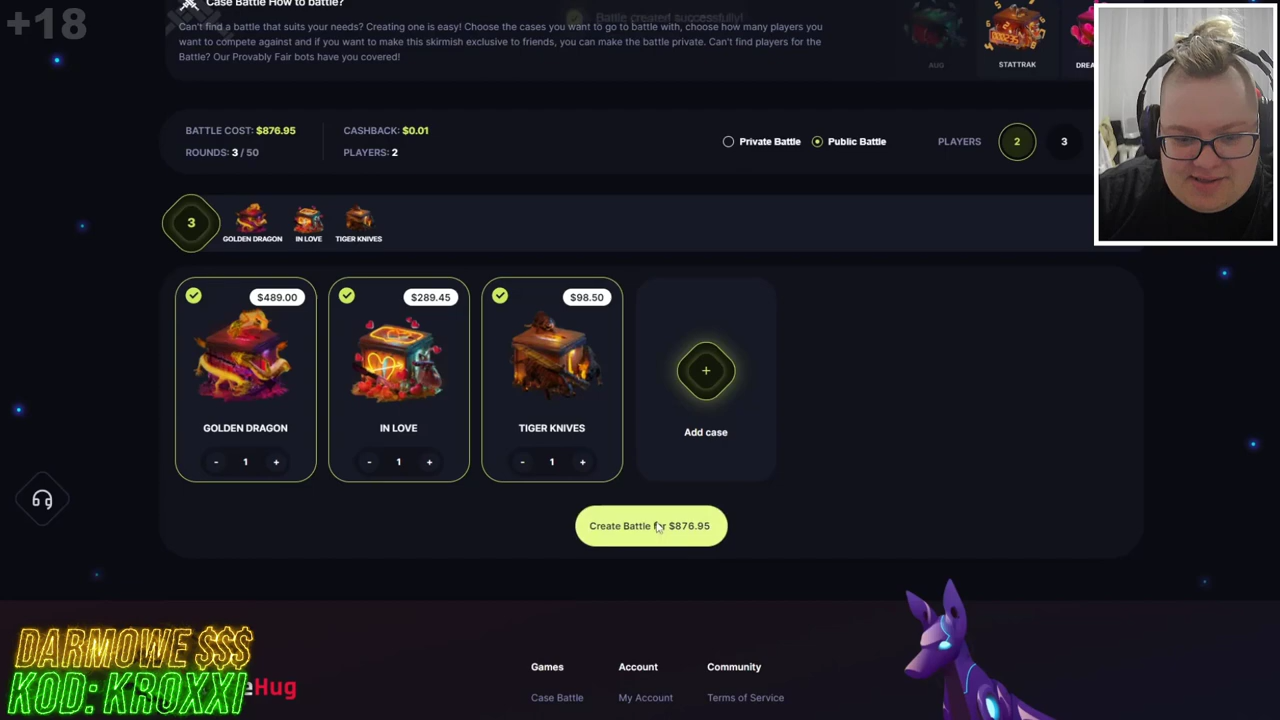 +18
Case Battle How to battle?
Battle created successfully!
Can't find a battle that suits your needs? Creating one is easy! Choose the cases you want to go to battle with, choose how many players you
want to compete against and if you want to make this skirmish exclusive to friends, you can make the battle private. Can't find players for the
Battle? Our Provably Fair bots have you covered!
AUG
STATTRAK
BATTLE COST: $876.95
CASHBACK: $0.01
ROUNDS: 3 / 50
PLAYERS: 2
Private Battle
Public Battle
PLAYERS
2
3
3
GOLDEN DRAGON
IN LOVE
TIGER KNIVES
$489.00
$289.45
$98.50
GOLDEN DRAGON
IN LOVE
TIGER KNIVES
Add case
- 1 +
- 1 +
- 1 +
Create Battle for $876.95
DARMOWE $$$
KOD: KROXXI
eHug
Games
Account
Community
Case Battle
My Account
Terms of Service